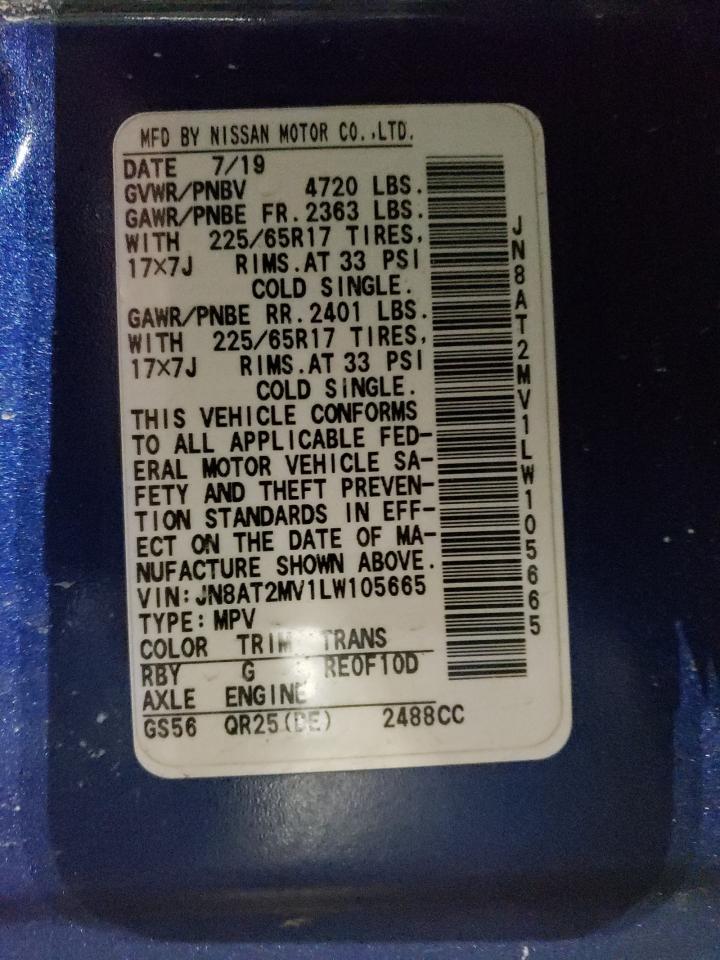 MFD BY NISSAN MOTOR CO.,LTD.
DATE 7/19
GVWR/PNBV 4720 LBS.
GAWR/PNBE FR.2363 LBS.
WITH 225/65R17 TIRES,
17×7J RIMS.AT 33 PSI
COLD SINGLE.
GAWR/PNBE RR.2401 LBS.
WITH 225/65R17 TIRES,
17×7J RIMS.AT 33 PSI
COLD SINGLE.
THIS VEHICLE CONFORMS
TO ALL APPLICABLE FED-
ERAL MOTOR VEHICLE SA-
FETY AND THEFT PREVEN-
TION STANDARDS IN EFF-
ECT ON THE DATE OF MA-
NUFACTURE SHOWN ABOVE.
VIN:JN8AT2MV1LW105665
TYPE:MPV
COLOR TRIM TRANS
RBY G RE0F10D
AXLE ENGINE
GS56 QR25(DE) 2488CC
JN8AT2MV1LW105665